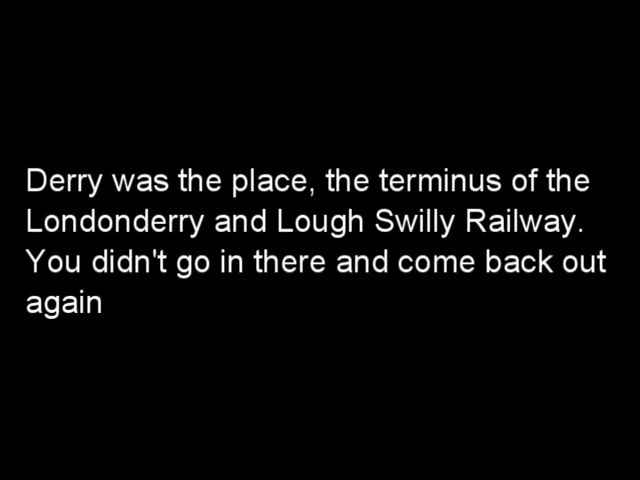 Derry was the place, the terminus of the
Londonderry and Lough Swilly Railway.
You didn't go in there and come back out
again